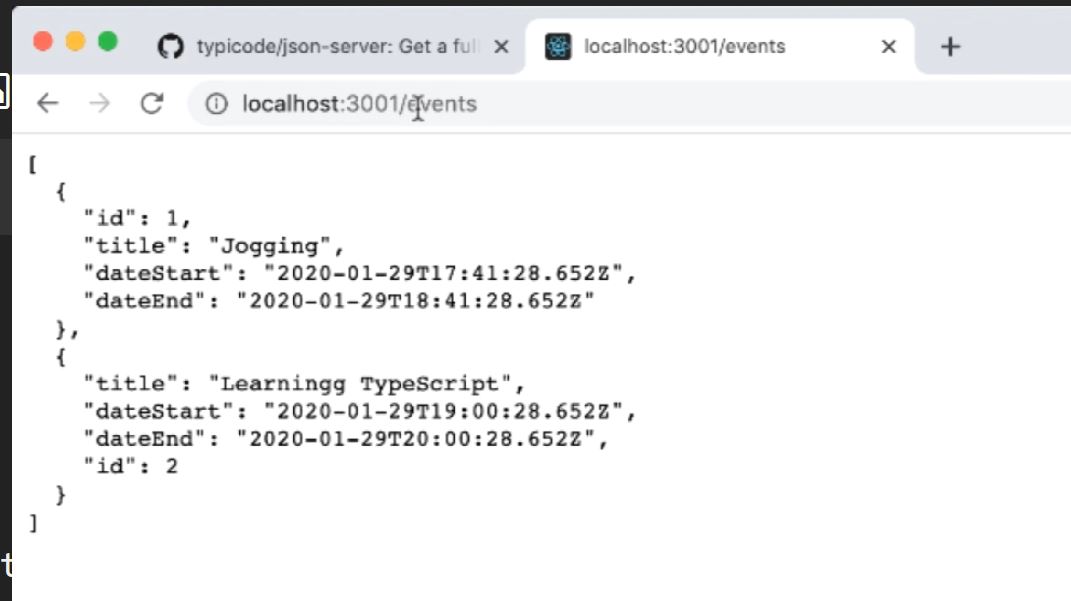 typicode/json-server: Get a full
localhost:3001/events
localhost:3001/events
[
  {
    "id": 1,
    "title": "Jogging",
    "dateStart": "2020-01-29T17:41:28.652Z",
    "dateEnd": "2020-01-29T18:41:28.652Z"
  },
  {
    "title": "Learningg TypeScript",
    "dateStart": "2020-01-29T19:00:28.652Z",
    "dateEnd": "2020-01-29T20:00:28.652Z",
    "id": 2
  }
]